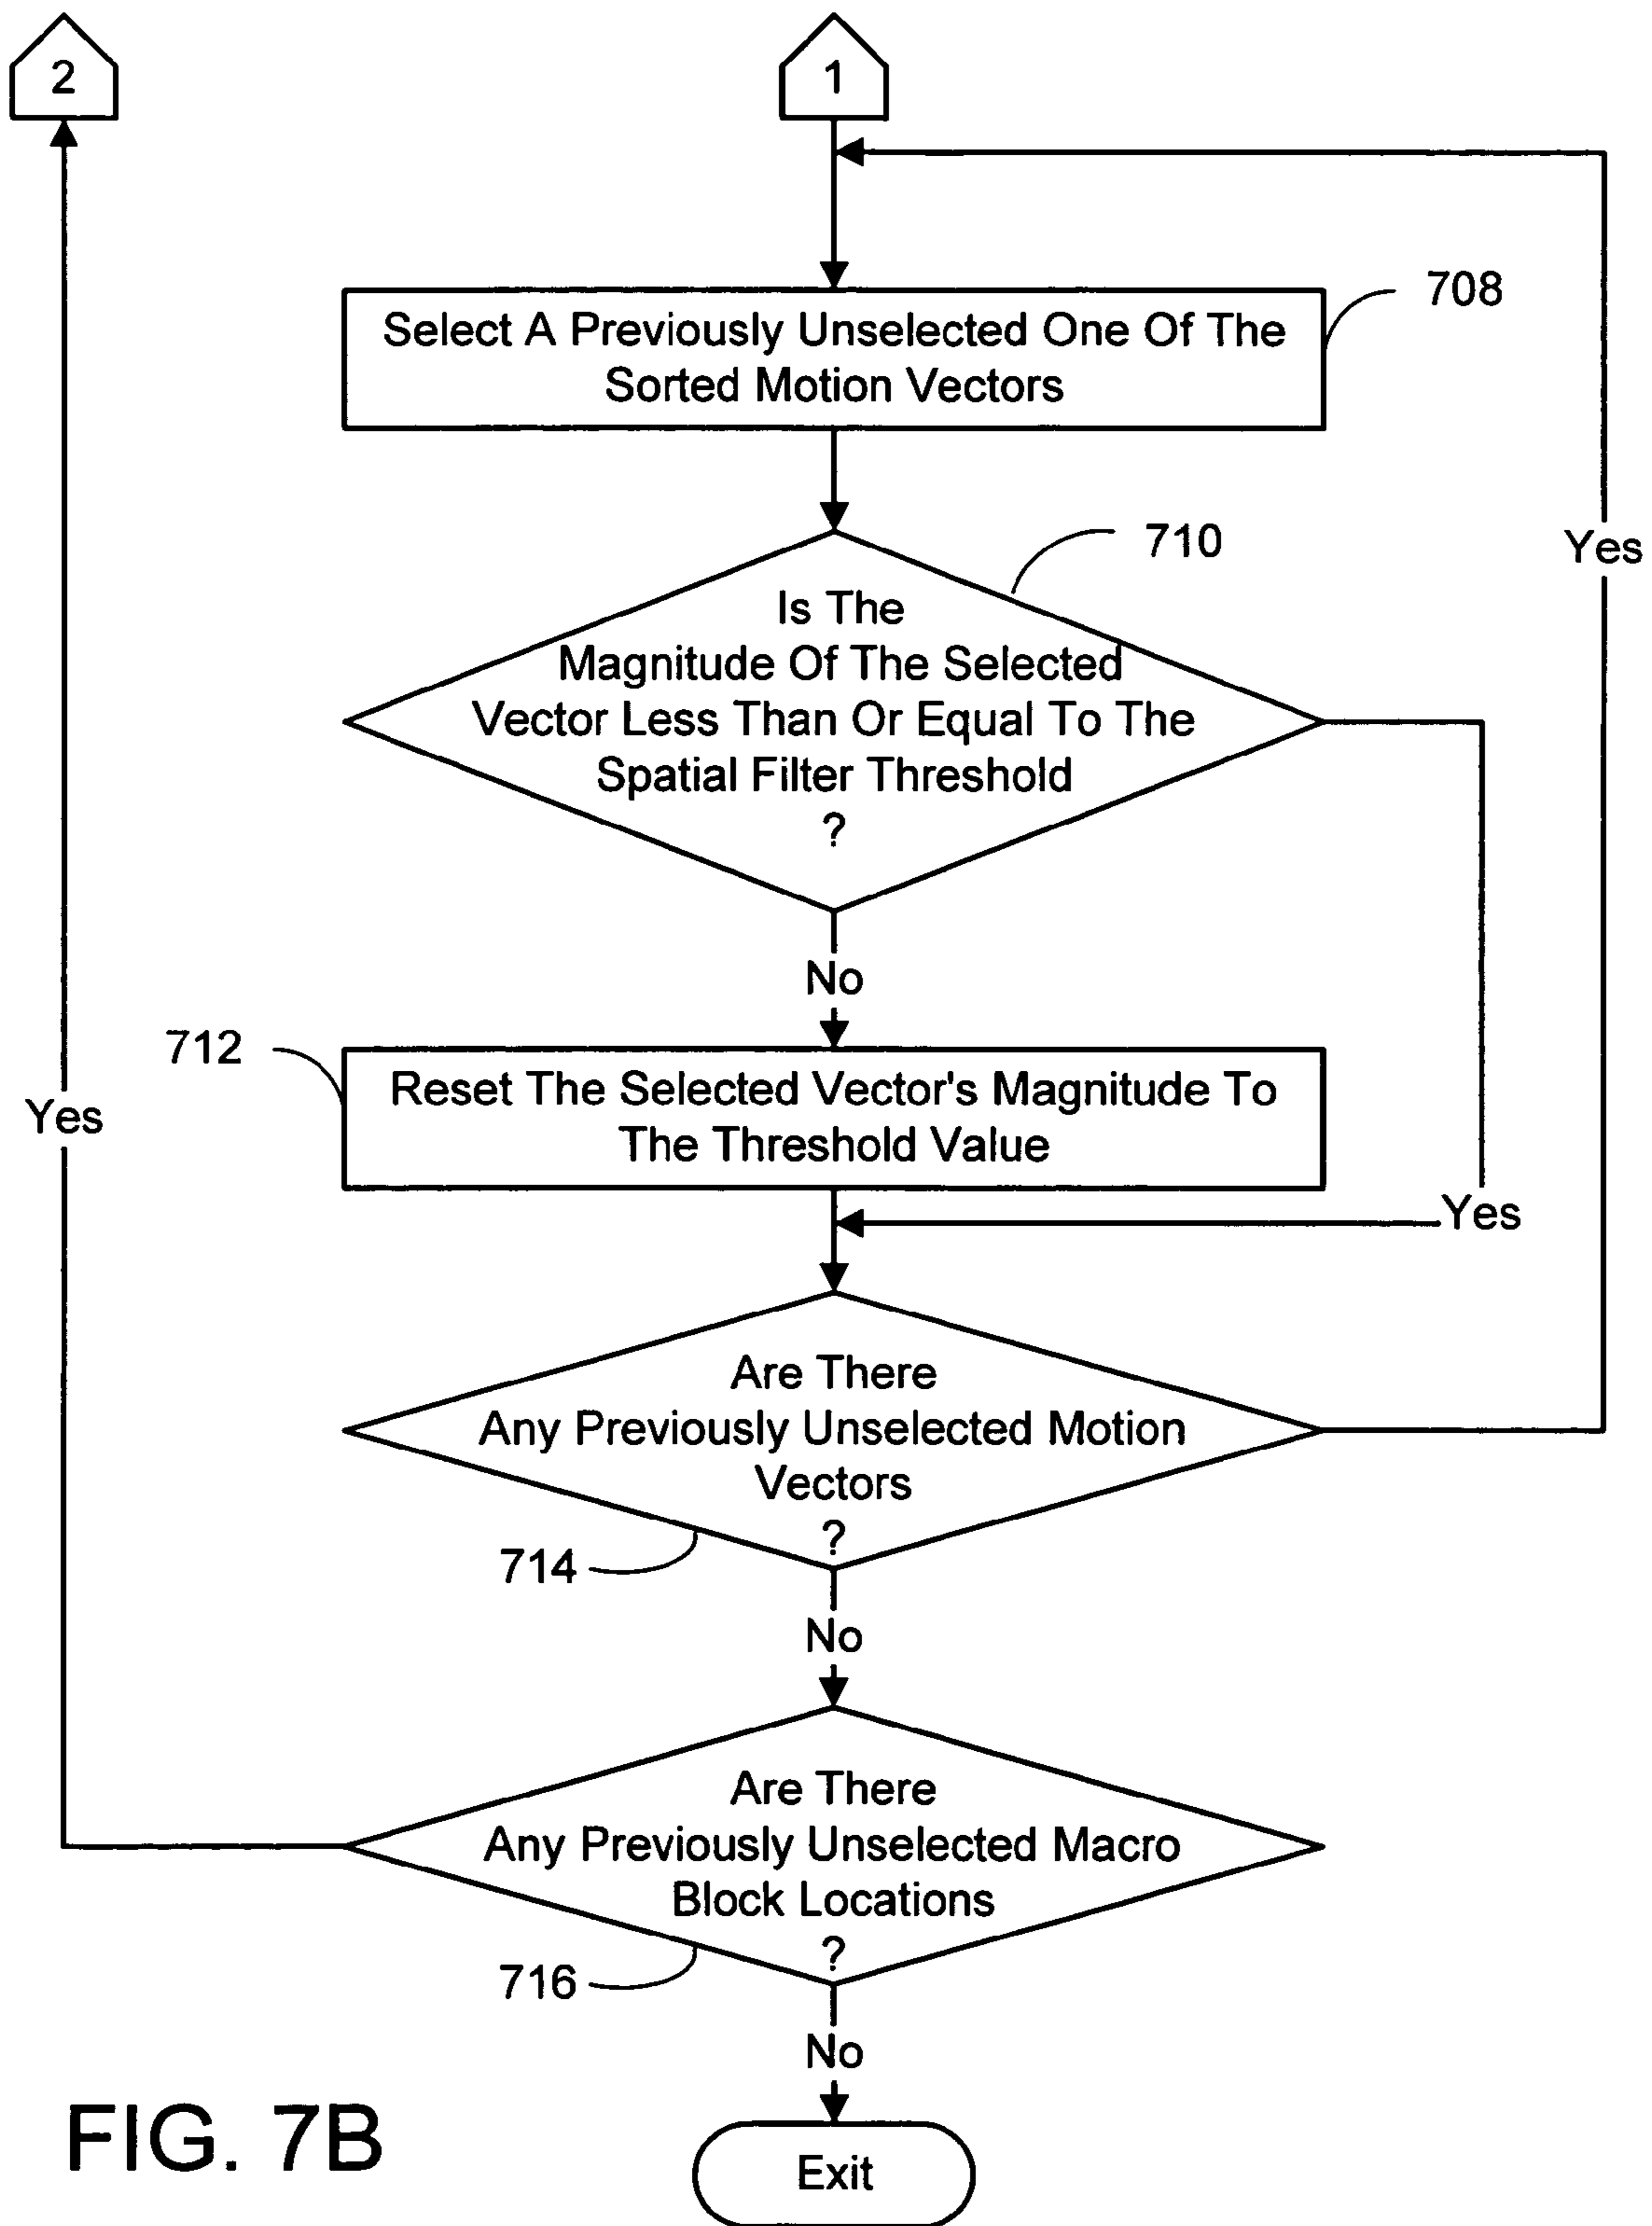 2
1
708
Select A Previously Unselected One Of The
Sorted Motion Vectors
710
Yes
Is The
Magnitude Of The Selected
Vector Less Than Or Equal To The
Spatial Filter Threshold
?
No
712
Reset The Selected Vector's Magnitude To
The Threshold Value
Yes
Yes
Are There
Any Previously Unselected Motion
Vectors
?
714
No
Are There
Any Previously Unselected Macro
Block Locations
?
716
No
Exit
FIG. 7B